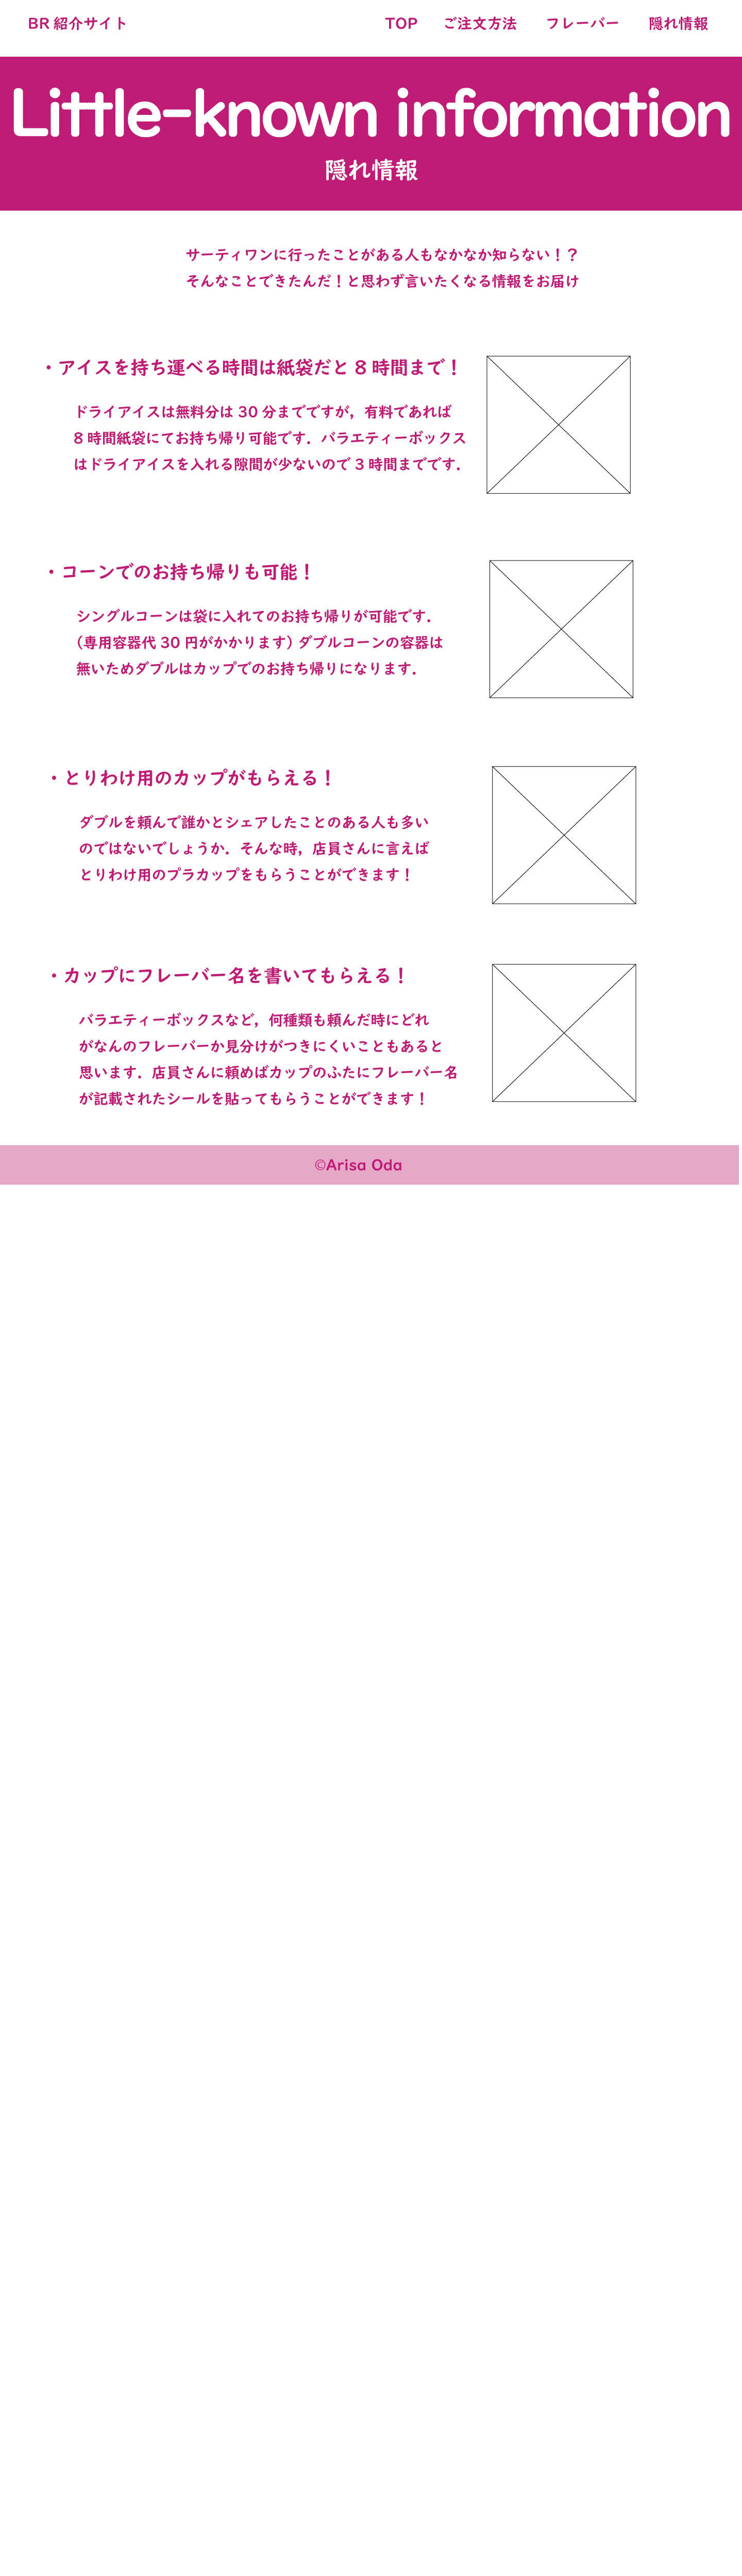 BR 紹介サイト
TOP ご注文方法 フレーバー 隠れ情報
Little-known information
隠れ情報
サーティワンに行ったことがある人もなかなか知らない！？
そんなことできたんだ！と思わず言いたくなる情報をお届け
・アイスを持ち運べる時間は紙袋だと 8 時間まで！
ドライアイスは無料分は 30 分までですが，有料であれば
8 時間紙袋にてお持ち帰り可能です．バラエティーボックス
はドライアイスを入れる隙間が少ないので 3 時間までです．
・コーンでのお持ち帰りも可能！
シングルコーンは袋に入れてのお持ち帰りが可能です．
（専用容器代 30 円がかかります）ダブルコーンの容器は
無いためダブルはカップでのお持ち帰りになります．
・とりわけ用のカップがもらえる！
ダブルを頼んで誰かとシェアしたことのある人も多い
のではないでしょうか．そんな時，店員さんに言えば
とりわけ用のプラカップをもらうことができます！
・カップにフレーバー名を書いてもらえる！
バラエティーボックスなど，何種類も頼んだ時にどれ
がなんのフレーバーか見分けがつきにくいこともあると
思います．店員さんに頼めばカップのふたにフレーバー名
が記載されたシールを貼ってもらうことができます！
©Arisa Oda